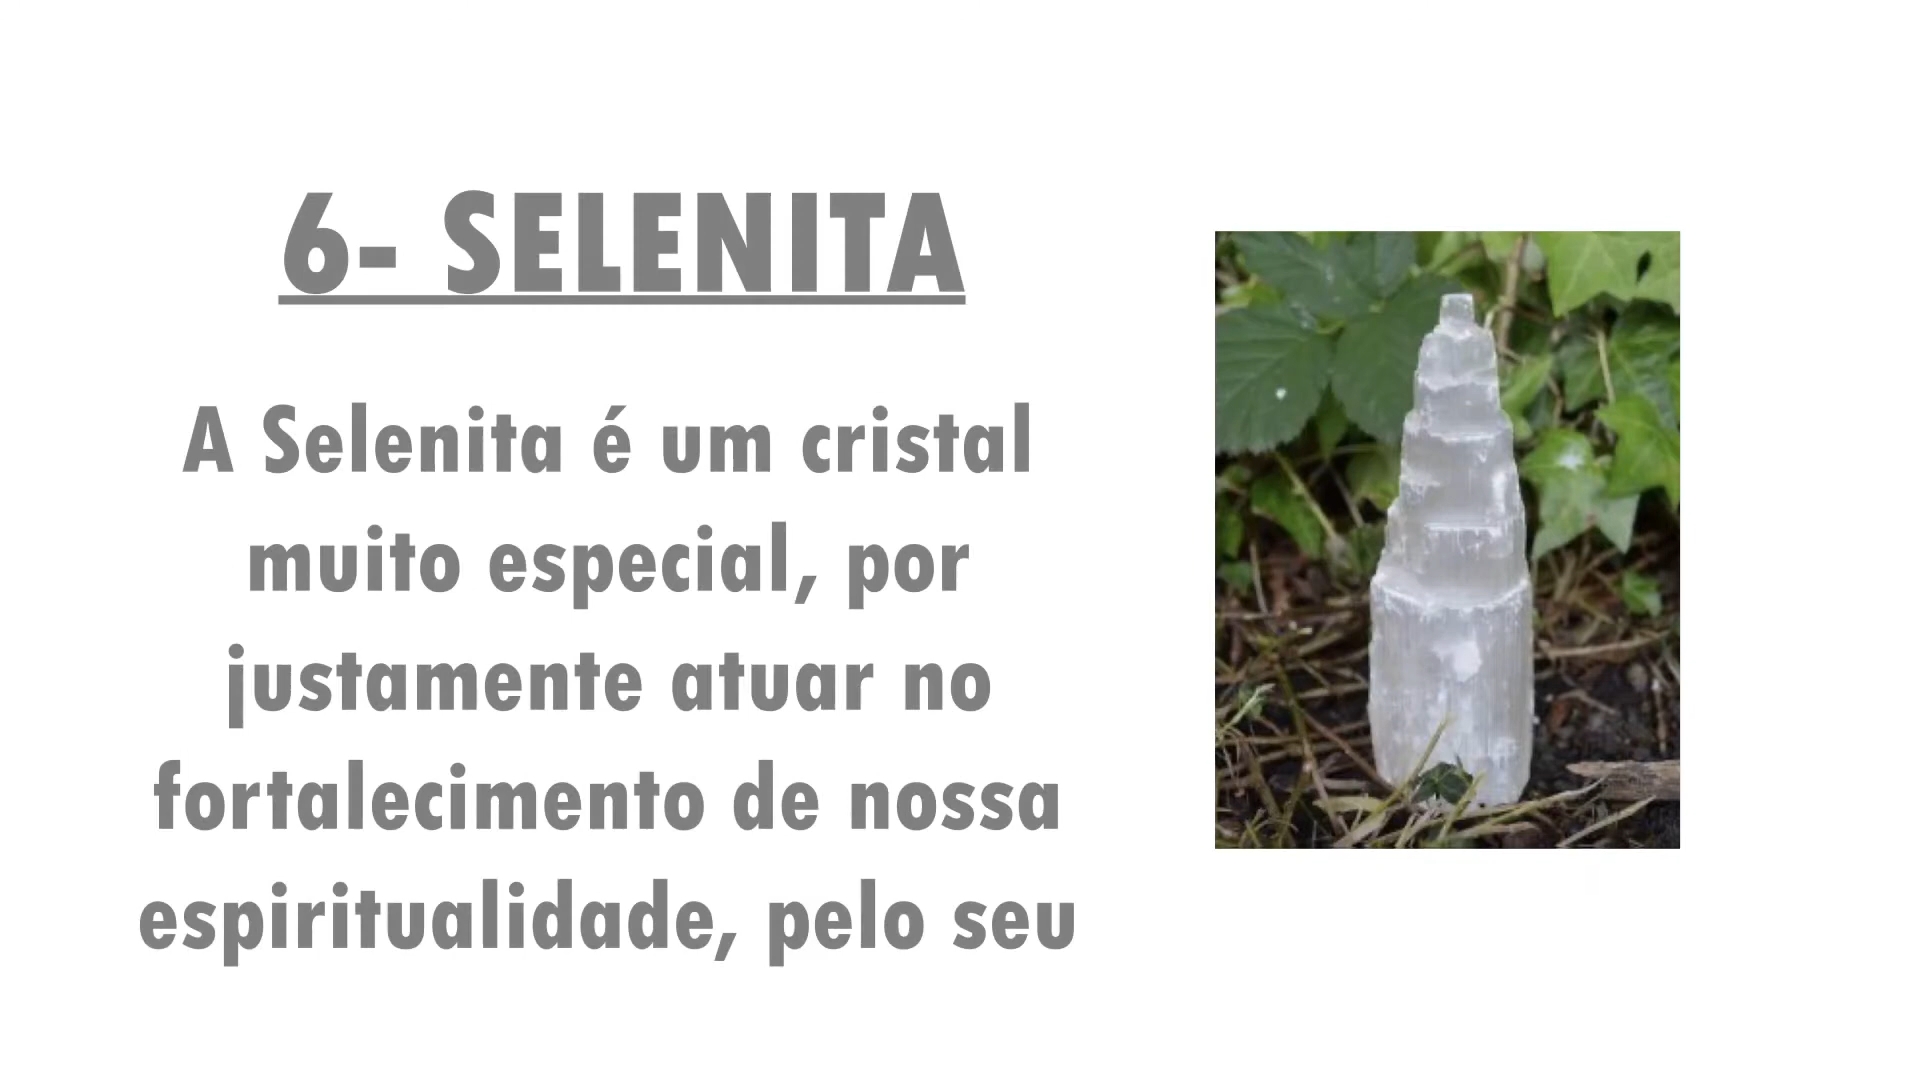 6- SELENITA
A Selenita é um cristal
muito especial, por
justamente atuar no
fortalecimento de nossa
espiritualidade, pelo seu